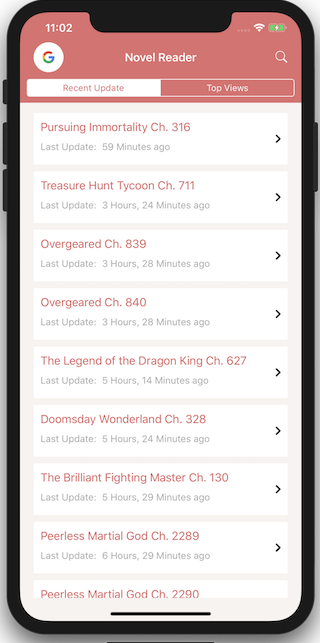 11:02
Novel Reader
Recent Update
Top Views
Pursuing Immortality Ch. 316
Last Update: 59 Minutes ago
Treasure Hunt Tycoon Ch. 711
Last Update: 3 Hours, 24 Minutes ago
Overgeared Ch. 839
Last Update: 3 Hours, 28 Minutes ago
Overgeared Ch. 840
Last Update: 3 Hours, 28 Minutes ago
The Legend of the Dragon King Ch. 627
Last Update: 5 Hours, 14 Minutes ago
Doomsday Wonderland Ch. 328
Last Update: 5 Hours, 24 Minutes ago
The Brilliant Fighting Master Ch. 130
Last Update: 5 Hours, 29 Minutes ago
Peerless Martial God Ch. 2289
Last Update: 6 Hours, 29 Minutes ago
Peerless Martial God Ch. 2290